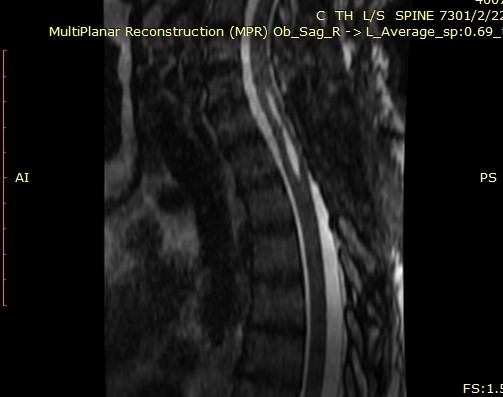 C TH L/S SPINE 7301/2/22
MultiPlanar Reconstruction (MPR) Ob_Sag_R -> L_Average_sp:0.69
AI
PS
FS:1.5